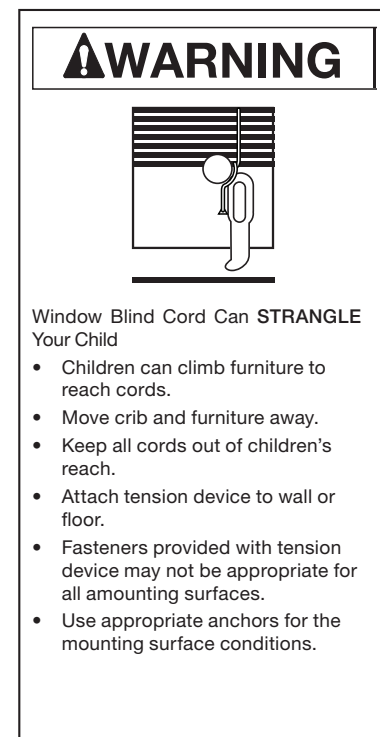 ⚠WARNING
Window Blind Cord Can STRANGLE
Your Child
• Children can climb furniture to
reach cords.
• Move crib and furniture away.
• Keep all cords out of children's
reach.
• Attach tension device to wall or
floor.
• Fasteners provided with tension
device may not be appropriate for
all amounting surfaces.
• Use appropriate anchors for the
mounting surface conditions.